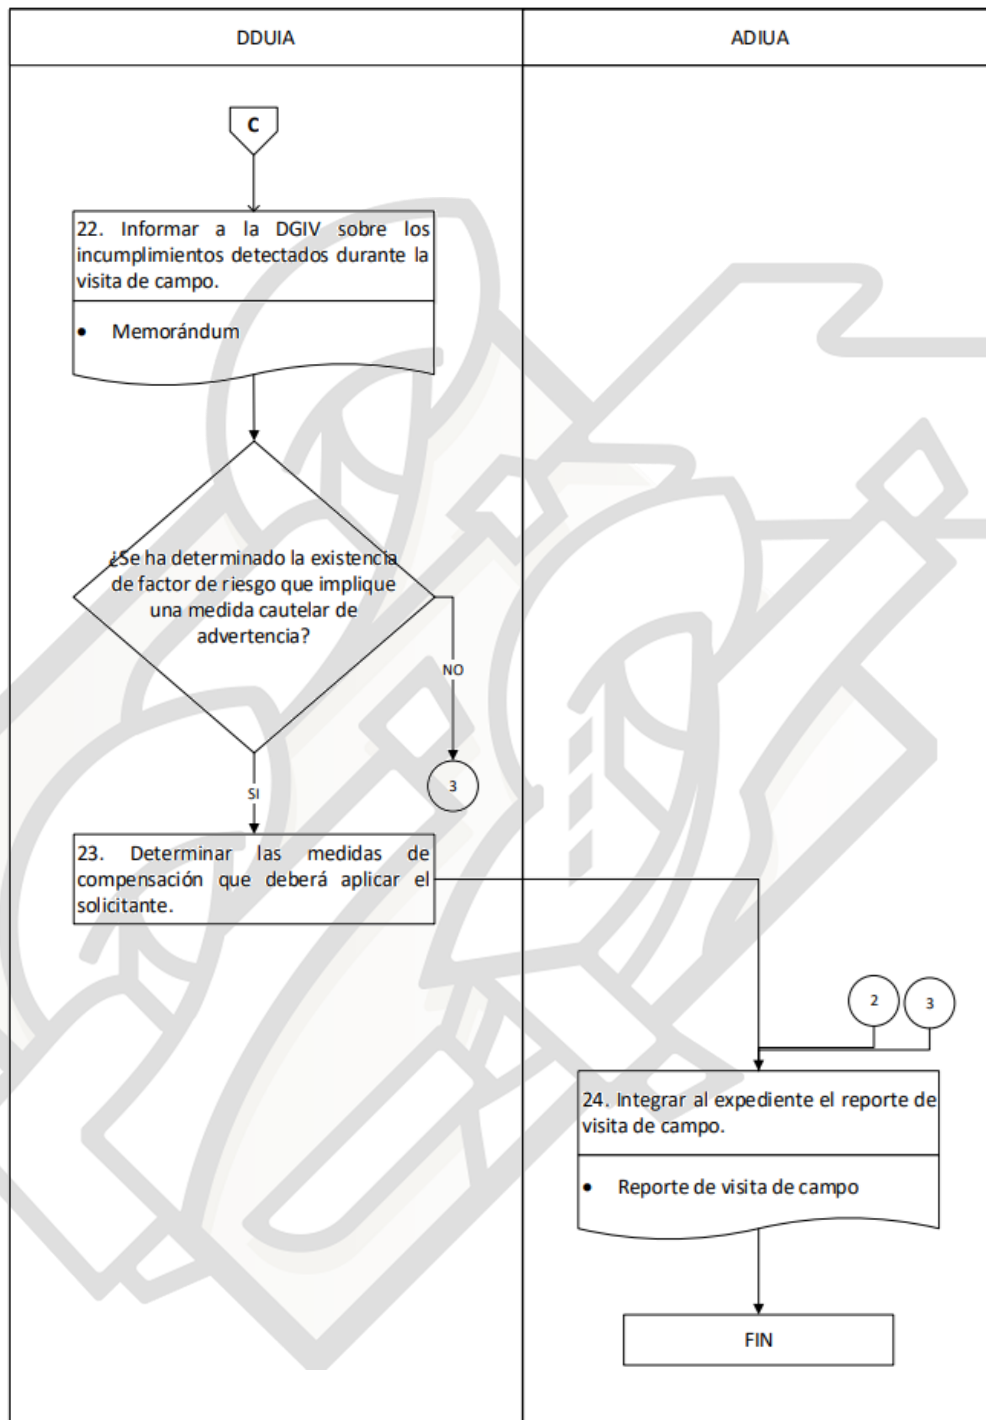 DDUIA
ADIUA
C
22. Informar a la DGIV sobre los
incumplimientos detectados durante la
visita de campo.
• Memorándum
¿Se ha determinado la existencia
de factor de riesgo que implique
una medida cautelar de
advertencia?
NO
3
SI
23. Determinar las medidas de
compensación que deberá aplicar el
solicitante.
2
3
24. Integrar al expediente el reporte de
visita de campo.
• Reporte de visita de campo
FIN